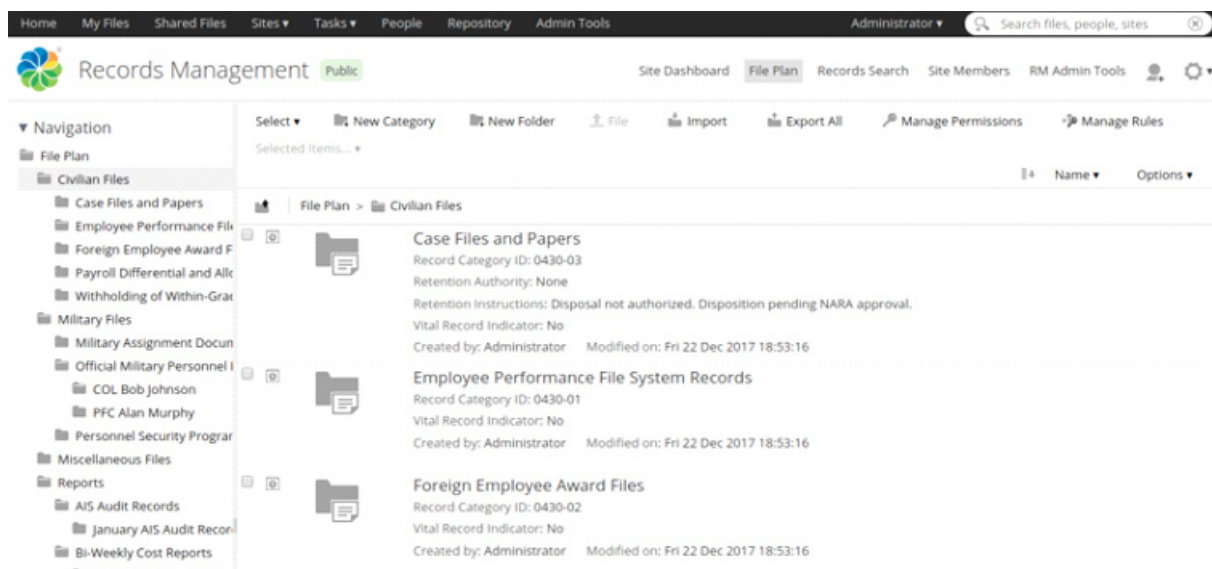 Home My Files Shared Files Sites ▾ Tasks ▾ People Repository Admin Tools Administrator ▾ Search files, people, sites
Records Management Public Site Dashboard File Plan Records Search Site Members RM Admin Tools
▾ Navigation
File Plan
Civilian Files
Case Files and Papers
Employee Performance File
Foreign Employee Award F
Payroll Differential and Allo
Withholding of Within-Grad
Military Files
Military Assignment Docum
Official Military Personnel
COL Bob Johnson
PFC Alan Murphy
Personnel Security Program
Miscellaneous Files
Reports
AIS Audit Records
January AIS Audit Recor
Bi-Weekly Cost Reports
Select ▾ New Category New Folder File Import Export All Manage Permissions Manage Rules
Selected Items... ▾
Name ▾ Options ▾
File Plan > Civilian Files
Case Files and Papers
Record Category ID: 0430-03
Retention Authority: None
Retention Instructions: Disposal not authorized. Disposition pending NARA approval.
Vital Record Indicator: No
Created by: Administrator Modified on: Fri 22 Dec 2017 18:53:16
Employee Performance File System Records
Record Category ID: 0430-01
Vital Record Indicator: No
Created by: Administrator Modified on: Fri 22 Dec 2017 18:53:16
Foreign Employee Award Files
Record Category ID: 0430-02
Vital Record Indicator: No
Created by: Administrator Modified on: Fri 22 Dec 2017 18:53:16